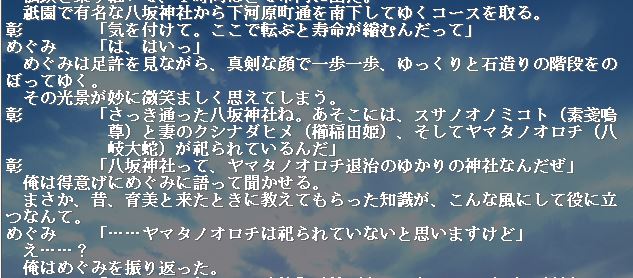 祇園で有名な八坂神社から下河原町通を南下してゆくコースを取る。
彰　　　「気を付けて。ここで転ぶと寿命が縮むんだって」
めぐみ　「は、はいっ」
めぐみは足許を見ながら、真剣な顔で一歩一歩、ゆっくりと石造りの階段をの
ぼってゆく。
その光景が妙に微笑ましく思えてしまう。
彰　　　「さっき通った八坂神社ね。あそこには、スサノオノミコト（素戔嗚
尊）と妻のクシナダヒメ（櫛稲田姫）、そしてヤマタノオロチ（八
岐大蛇）が祀られているんだ」
彰　　　「八坂神社って、ヤマタノオロチ退治のゆかりの神社なんだぜ」
俺は得意げにめぐみに語って聞かせる。
まさか、昔、育美と来たときに教えてもらった知識が、こんな風にして役に立
つなんて。
めぐみ　「……ヤマタノオロチは祀られていないと思いますけど」
え……？
俺はめぐみを振り返った。